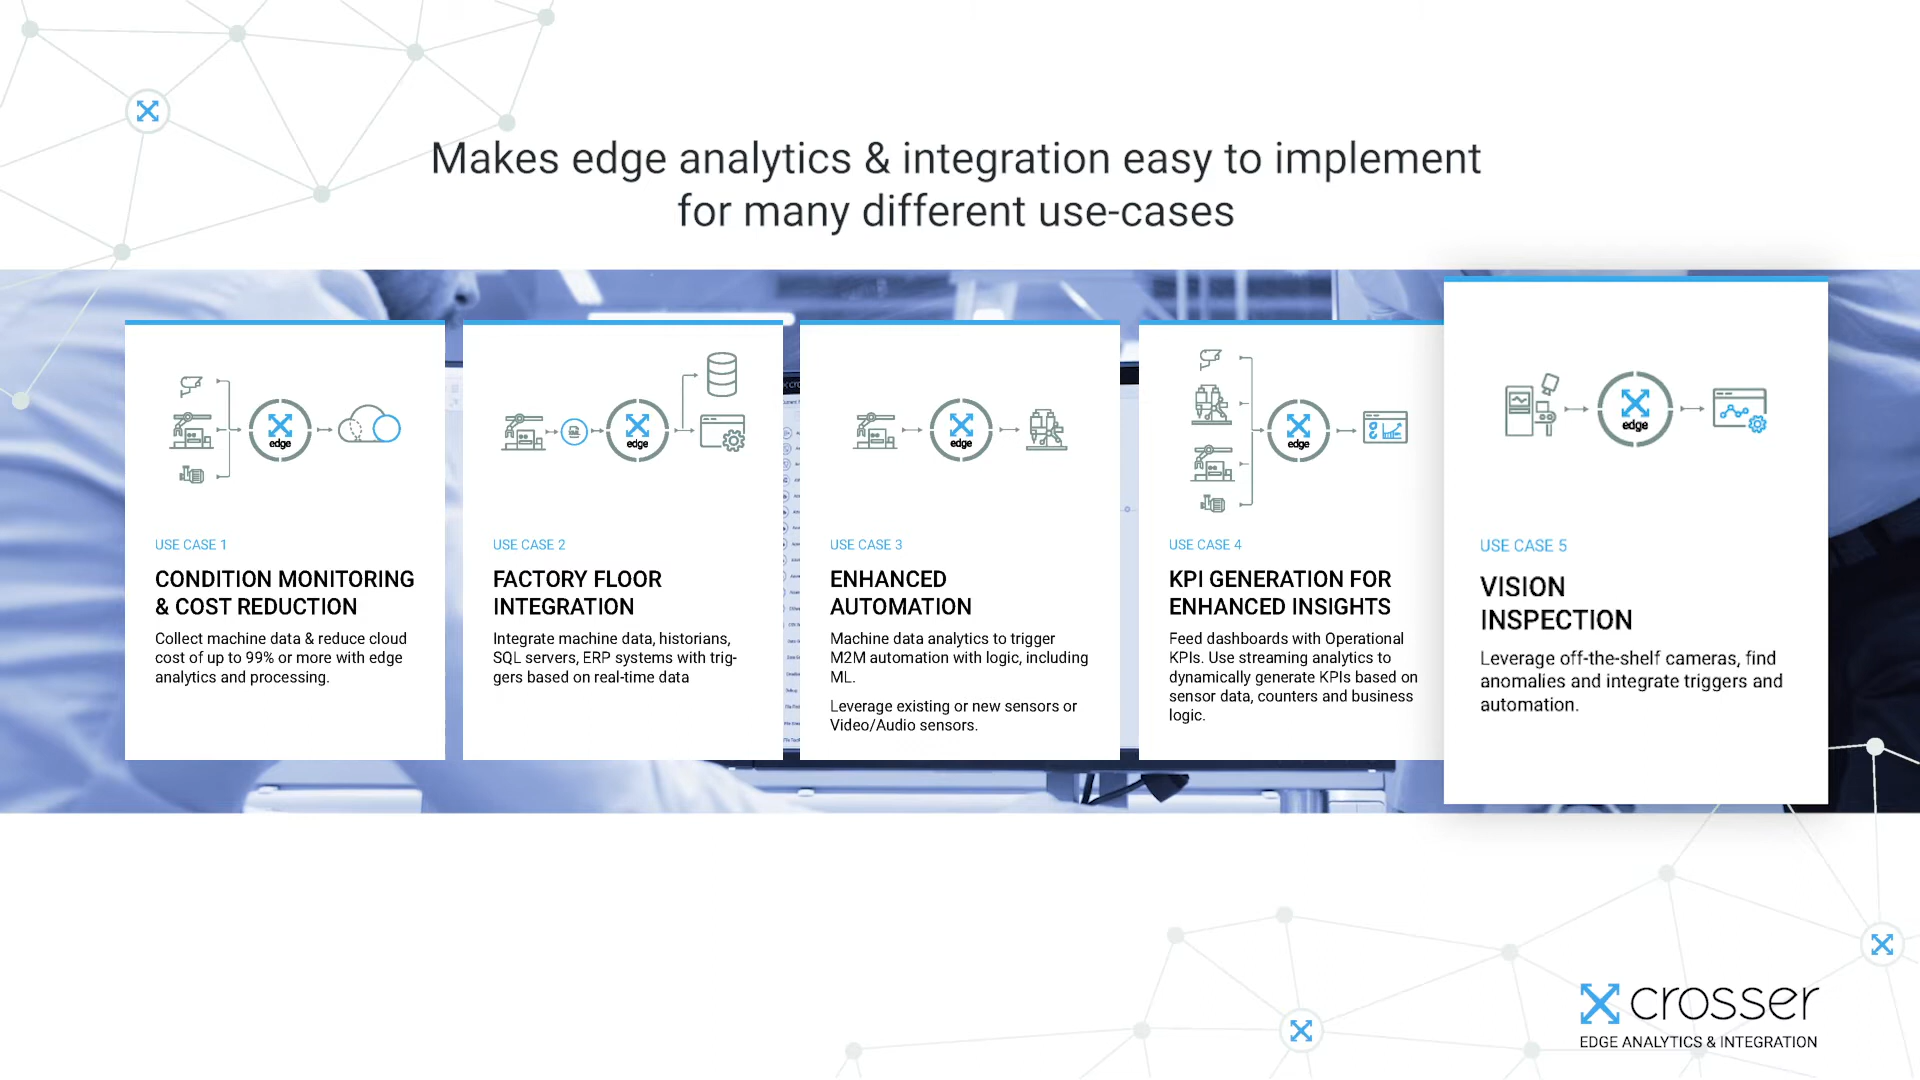 Makes edge analytics & integration easy to implement
for many different use-cases
edge
USE CASE 1
CONDITION MONITORING
& COST REDUCTION
Collect machine data & reduce cloud
cost of up to 99% or more with edge
analytics and processing.
edge
USE CASE 2
FACTORY FLOOR
INTEGRATION
Integrate machine data, historians,
SQL servers, ERP systems with trig-
gers based on real-time data
edge
USE CASE 3
ENHANCED
AUTOMATION
Machine data analytics to trigger
M2M automation with logic, including
ML.
Leverage existing or new sensors or
Video/Audio sensors.
edge
USE CASE 4
KPI GENERATION FOR
ENHANCED INSIGHTS
Feed dashboards with Operational
KPIs. Use streaming analytics to
dynamically generate KPIs based on
sensor data, counters and business
logic.
edge
USE CASE 5
VISION
INSPECTION
Leverage off-the-shelf cameras, find
anomalies and integrate triggers and
automation.
crosser
EDGE ANALYTICS & INTEGRATION